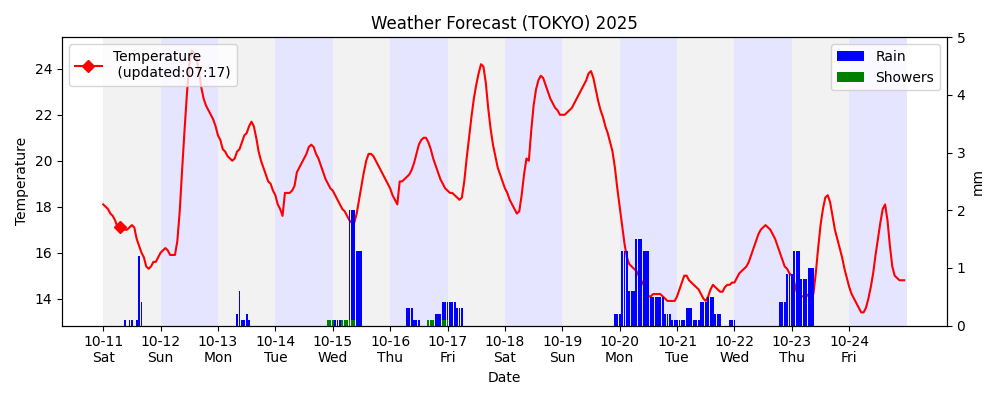 Weather Forecast (TOKYO) 2025
Temperature
(updated:07:17)
Rain
Showers
24
22
20
18
16
14
Temperature
5
4
3
2
1
0
mm
10-11 10-12 10-13 10-14 10-15 10-16 10-17 10-18 10-19 10-20 10-21 10-22 10-23 10-24
Sat Sun Mon Tue Wed Thu Fri Sat Sun Mon Tue Wed Thu Fri
Date